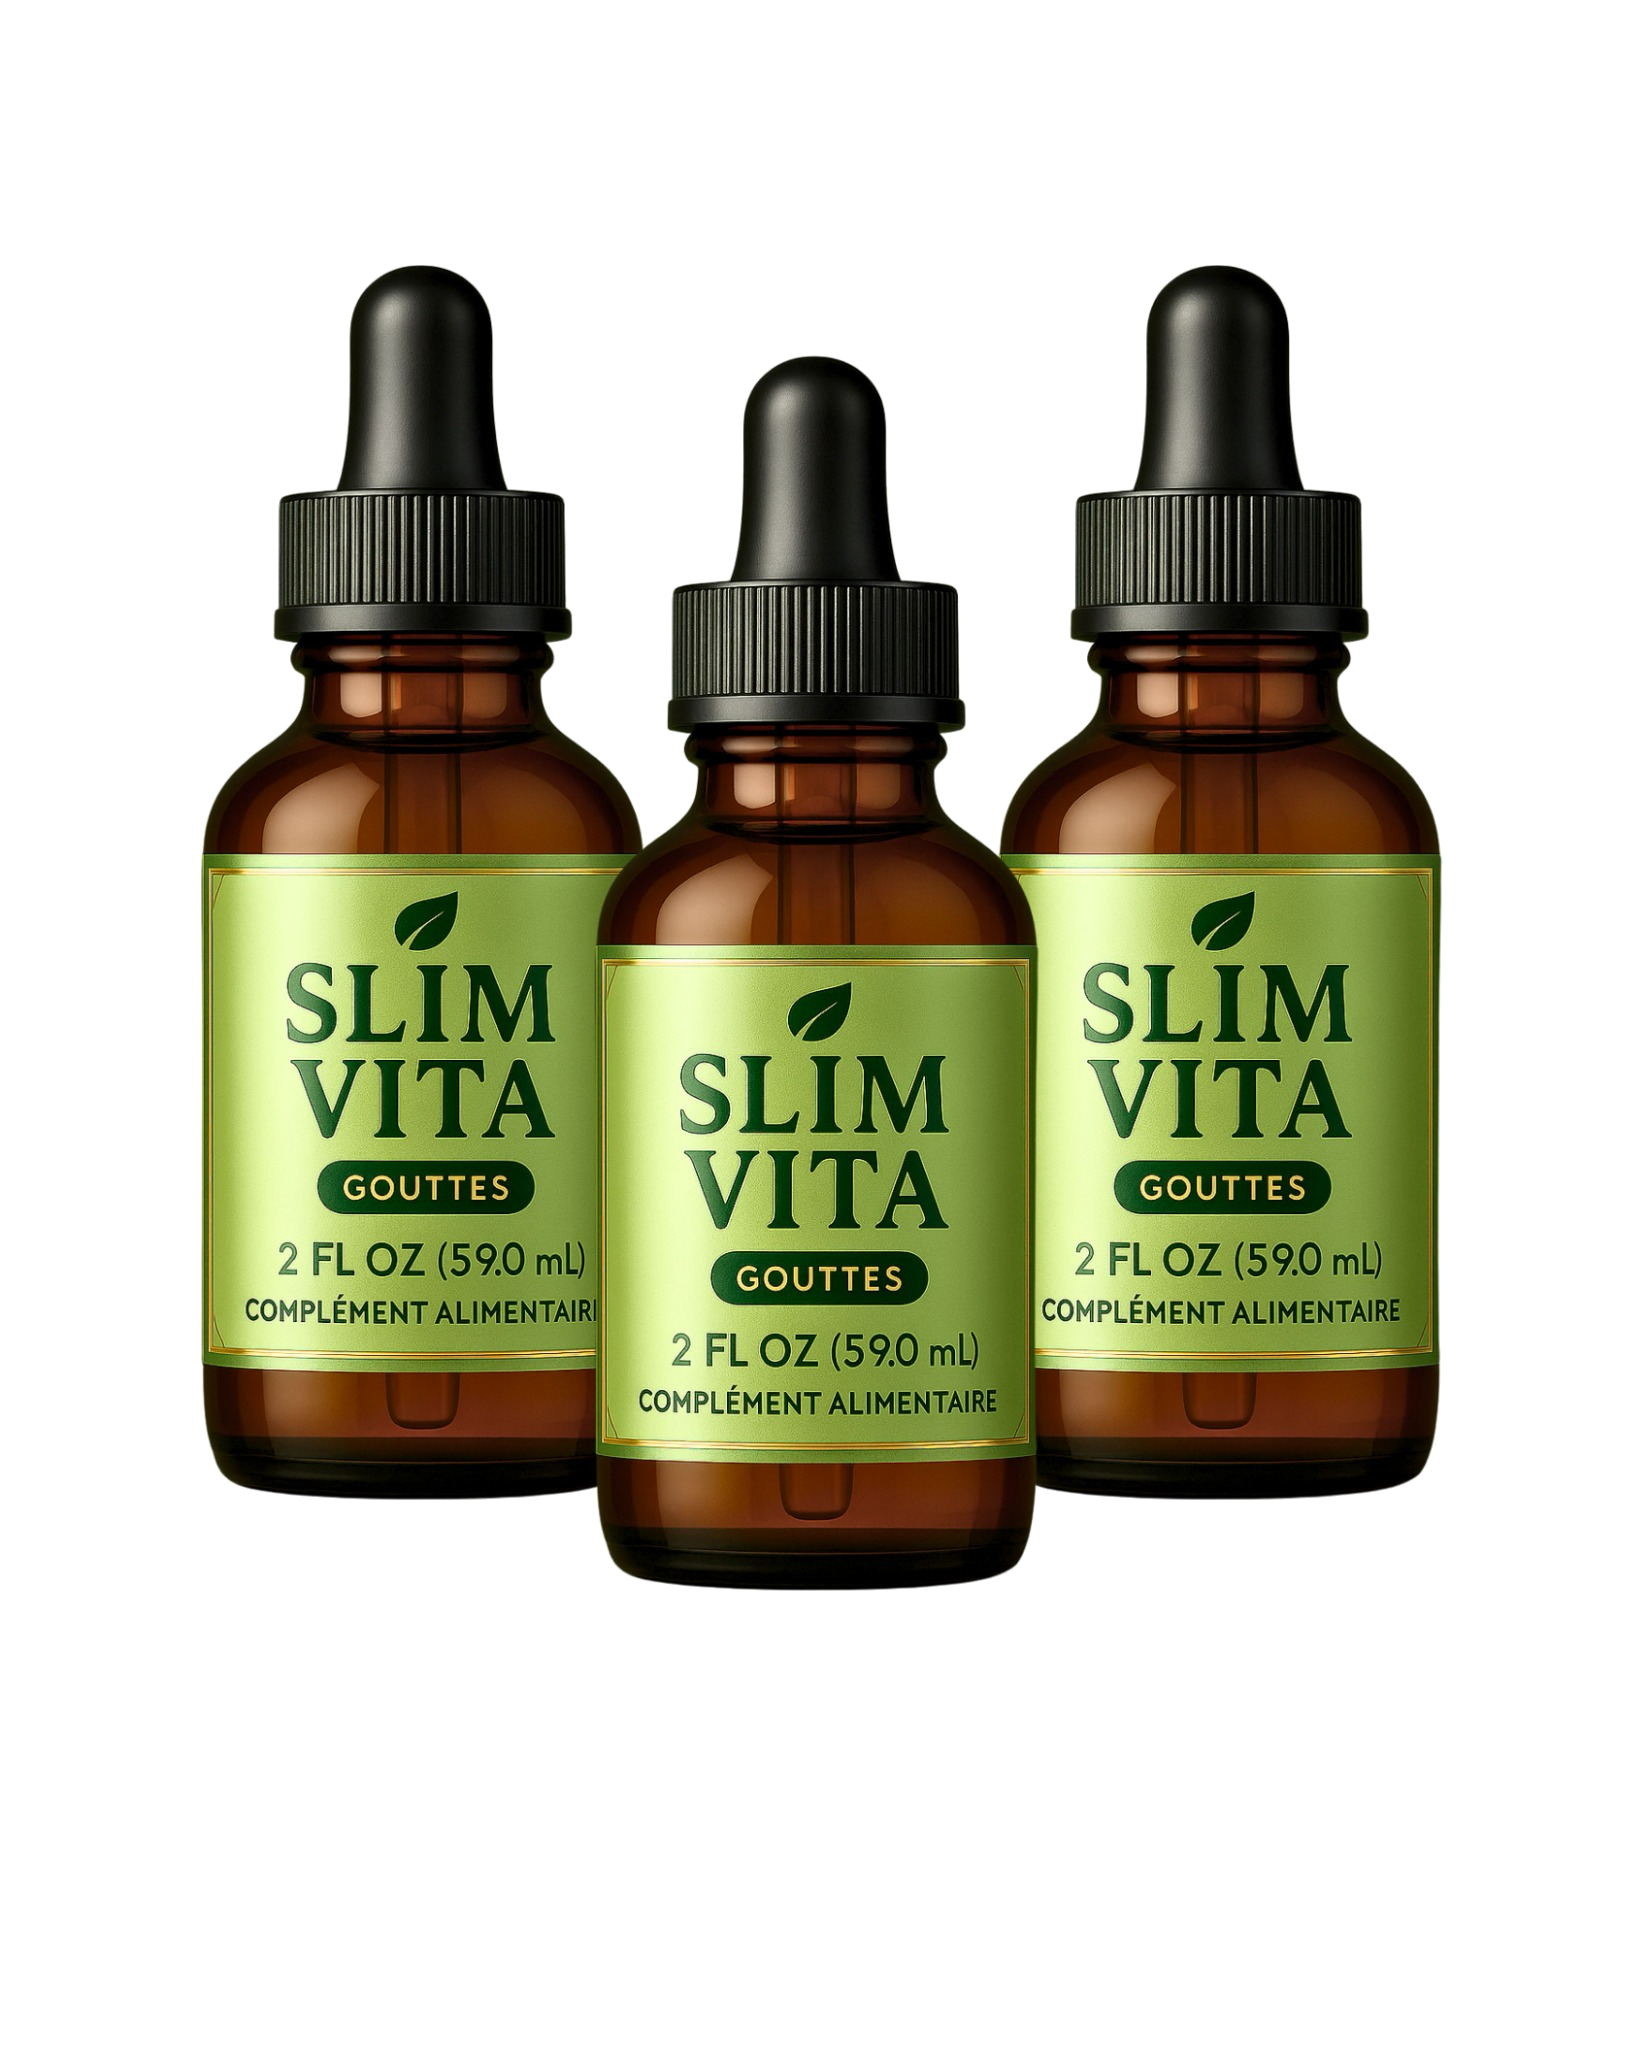 SLIM
VITA
GOUTTES
2 FL OZ (59.0 mL)
COMPLÉMENT ALIMENTAIRE
SLIM
VITA
GOUTTES
2 FL OZ (59.0 mL)
COMPLÉMENT ALIMENTAIRE
SLIM
VITA
GOUTTES
2 FL OZ (59.0 mL)
COMPLÉMENT ALIMENTAIRE